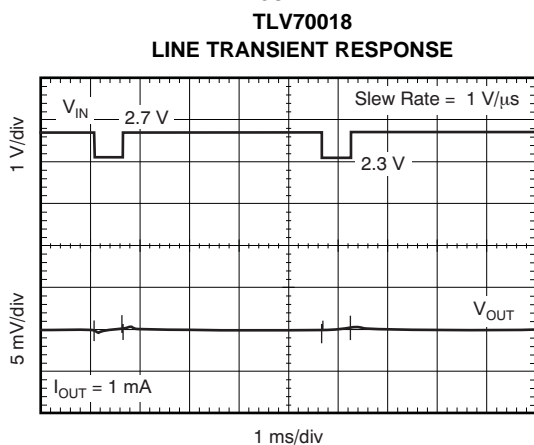 TLV70018
LINE TRANSIENT RESPONSE
Slew Rate = 1 V/μs
V_IN
2.7 V
1 V/div
2.3 V
V_OUT
5 mV/div
I_OUT = 1 mA
1 ms/div